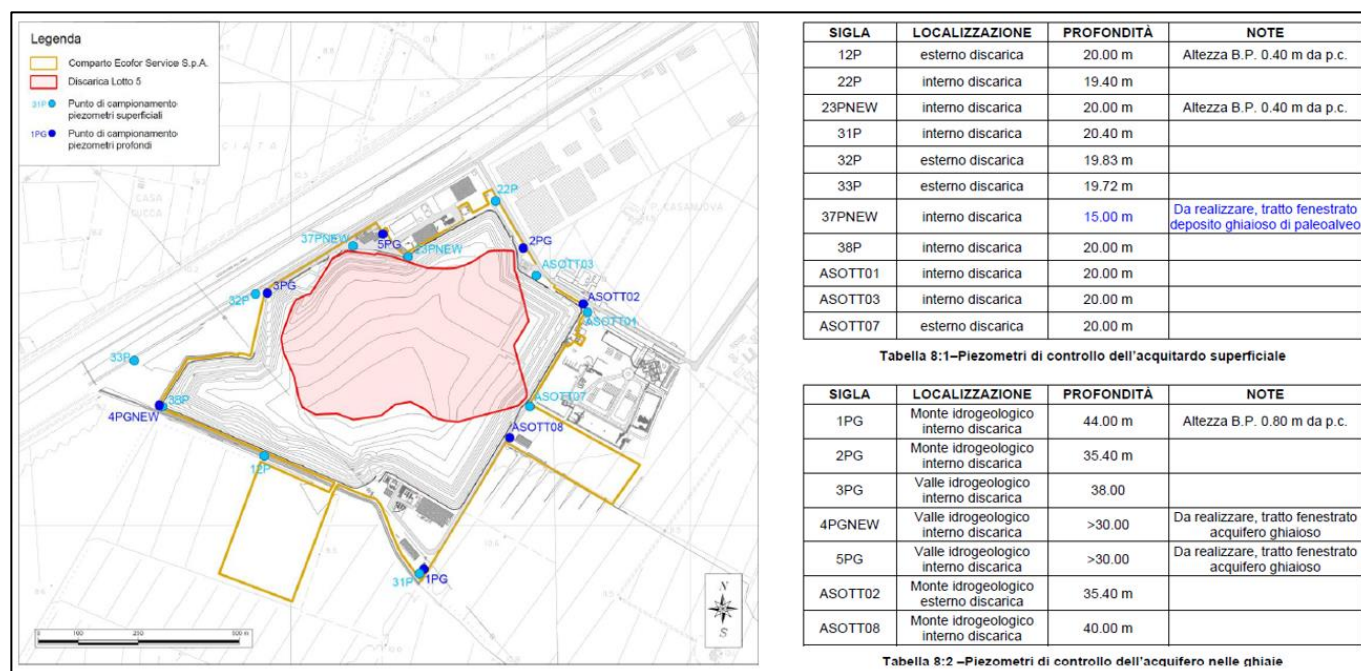 Legenda
Comparto Ecofor Service S.p.A.
Discarica Lotto 5
31P Punto di campionamento
piezometri superficiali
1PG Punto di campionamento
piezometri profondi
CASA
P. CASANOVA
22P
37PNEW
5PG
23PNEW
2PG
ASOTT03
3PG
32P
ASOTT02
ASOTT01
33P
38P
4PGNEW
ASOTT07
ASOTT08
12P
31P
1PG
N
S
SIGLA LOCALIZZAZIONE PROFONDITÀ NOTE
12P esterno discarica 20.00 m Altezza B.P. 0.40 m da p.c.
22P interno discarica 19.40 m
23PNEW interno discarica 20.00 m Altezza B.P. 0.40 m da p.c.
31P interno discarica 20.40 m
32P esterno discarica 19.83 m
33P esterno discarica 19.72 m
37PNEW interno discarica 15.00 m Da realizzare, tratto fenestrato
deposito ghiaioso di paleoalveo
38P interno discarica 20.00 m
ASOTT01 interno discarica 20.00 m
ASOTT03 interno discarica 20.00 m
ASOTT07 esterno discarica 20.00 m
Tabella 8:1–Piezometri di controllo dell'acquitardo superficiale
SIGLA LOCALIZZAZIONE PROFONDITÀ NOTE
1PG Monte idrogeologico
interno discarica 44.00 m Altezza B.P. 0.80 m da p.c.
2PG Monte idrogeologico
interno discarica 35.40 m
3PG Valle idrogeologico
interno discarica 38.00
4PGNEW Valle idrogeologico
interno discarica >30.00 Da realizzare, tratto fenestrato
acquifero ghiaioso
5PG Valle idrogeologico
interno discarica >30.00 Da realizzare, tratto fenestrato
acquifero ghiaioso
ASOTT02 Monte idrogeologico
esterno discarica 35.40 m
ASOTT08 Monte idrogeologico
interno discarica 40.00 m
Tabella 8:2 –Piezometri di controllo dell'acquifero nelle ghiaie